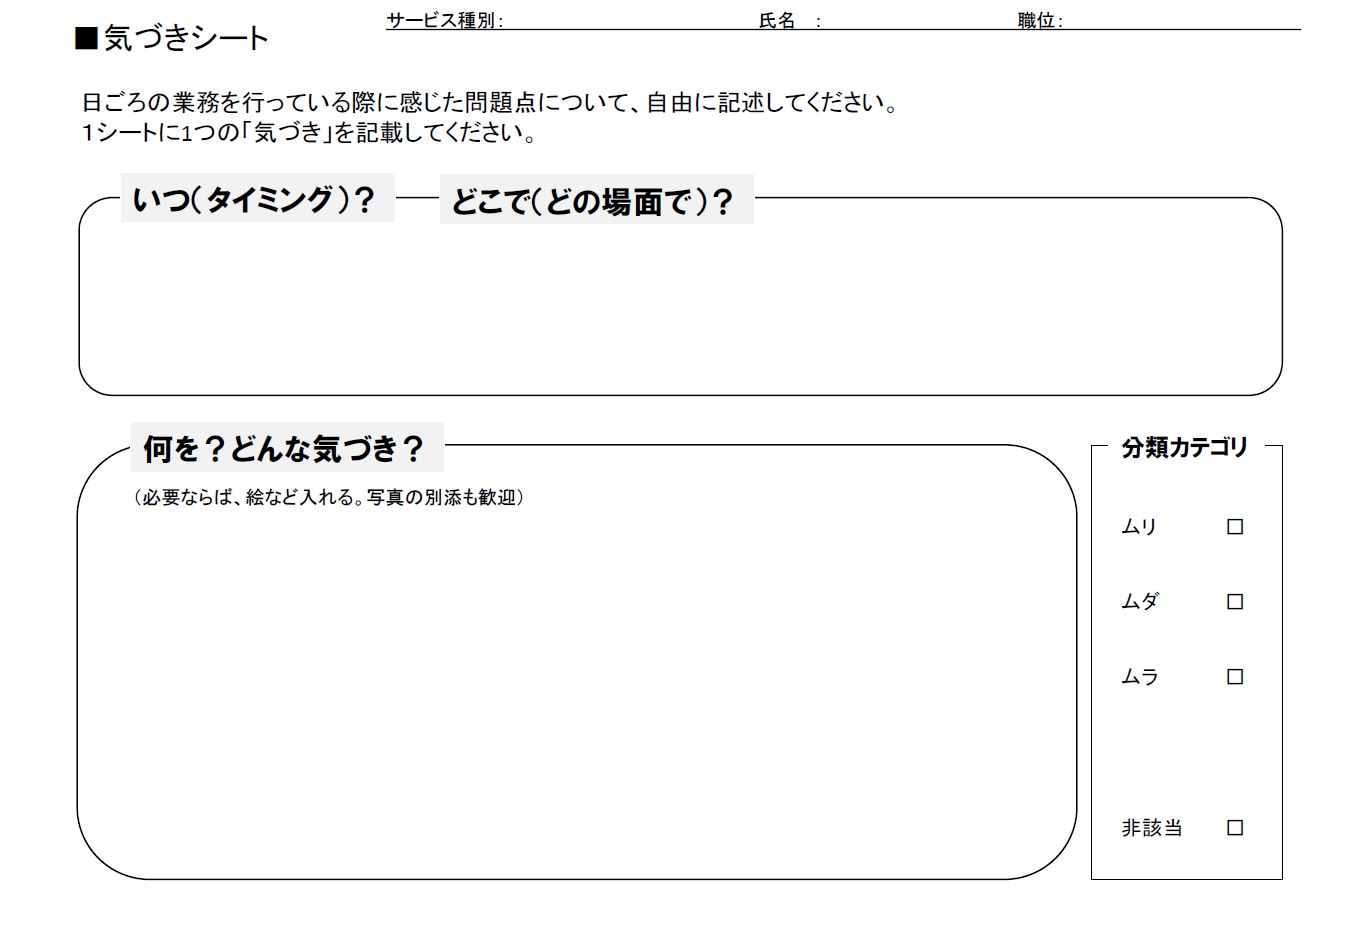 サービス種別: 氏名 : 職位:
■気づきシート
日ごろの業務を行っている際に感じた問題点について、自由に記述してください。
1シートに1つの「気づき」を記載してください。
いつ(タイミング)? どこで(どの場面で)?
何を?どんな気づき?
(必要ならば、絵など入れる。写真の別添も歓迎)
分類カテゴリ
ムリ □
ムダ □
ムラ □
非該当 □